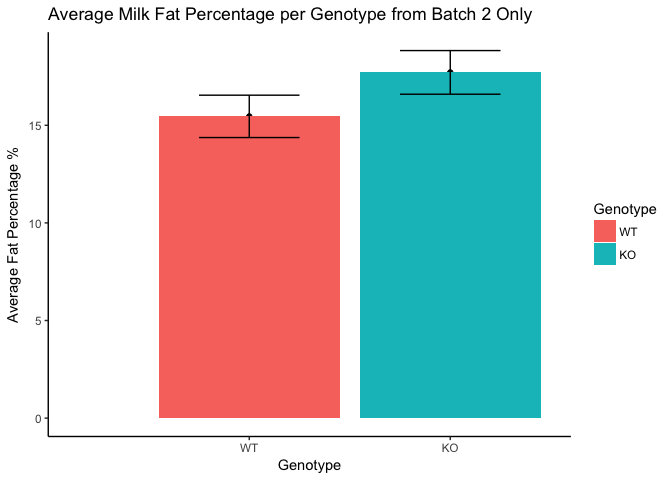 Average Milk Fat Percentage per Genotype from Batch 2 Only
Average Fat Percentage %
15
10
5
0
WT
KO
Genotype
Genotype
WT
KO